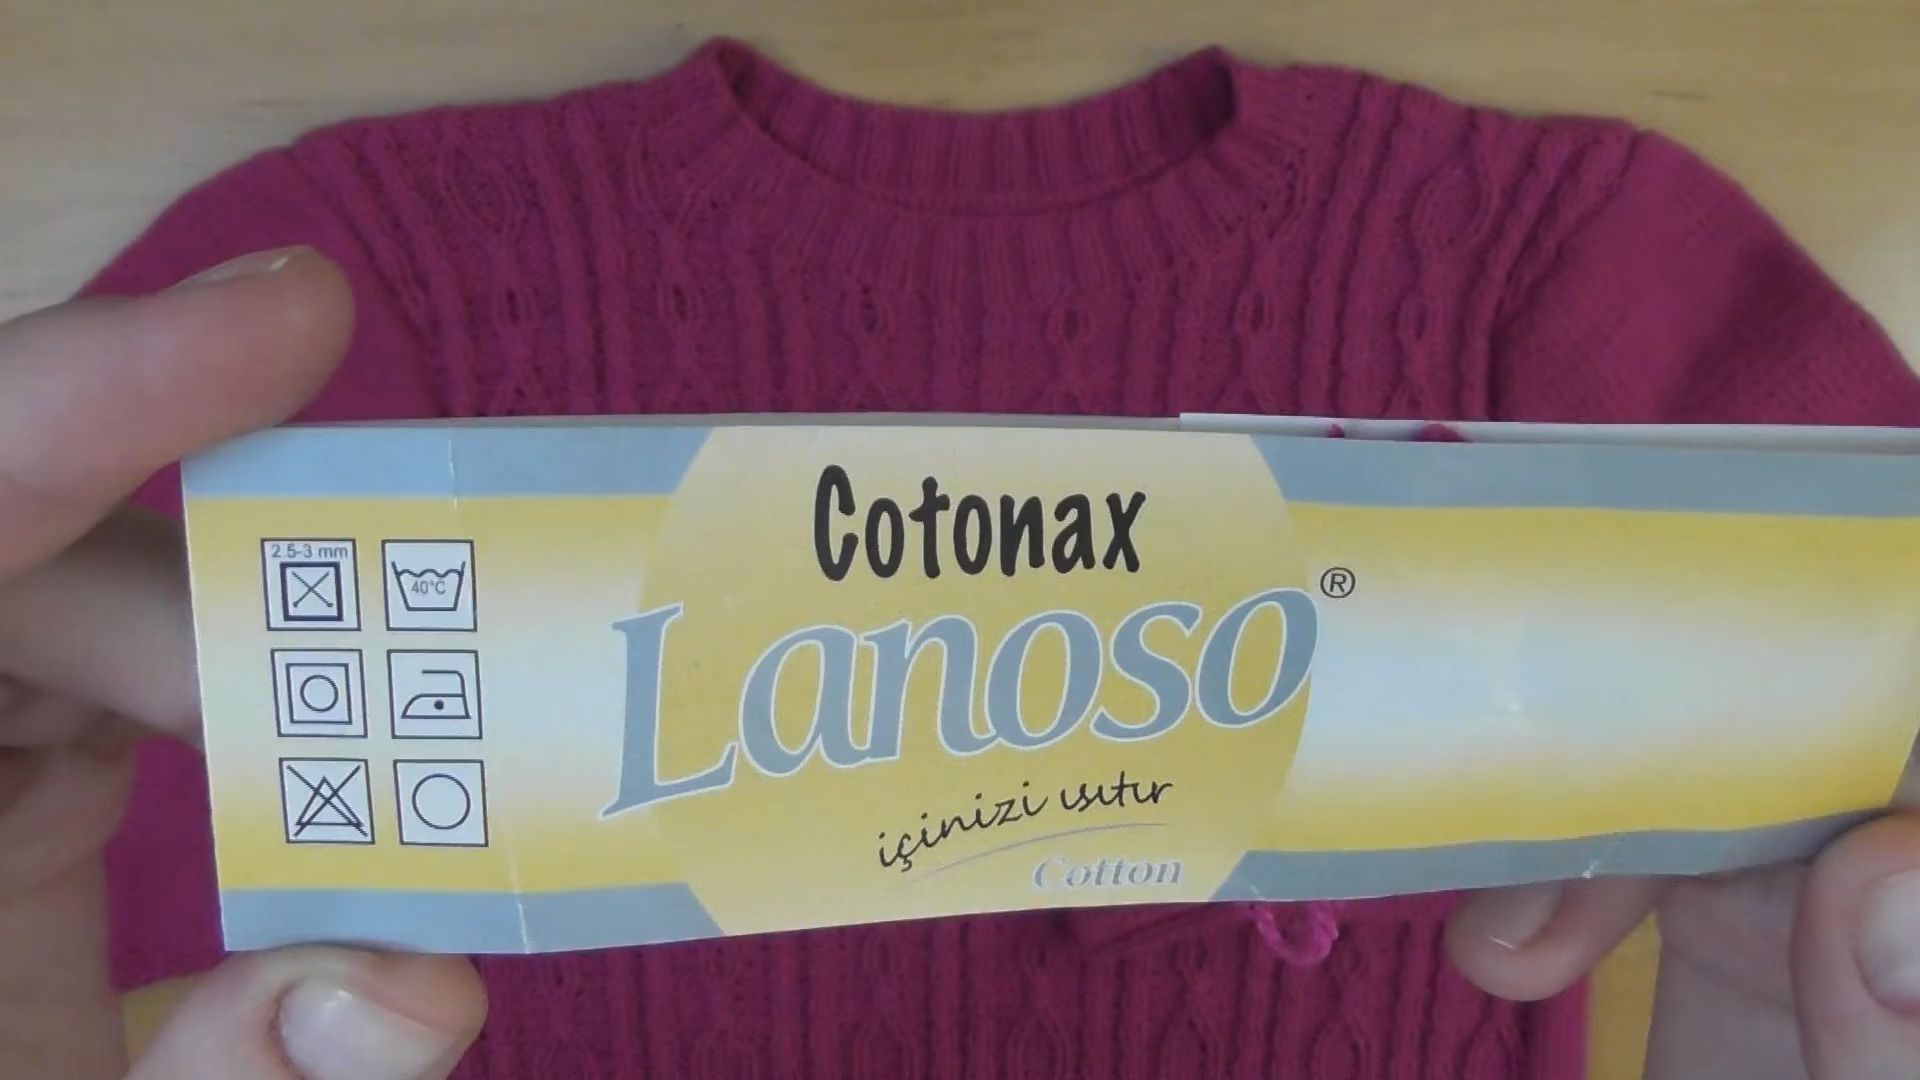 2.5-3 mm
40°C
Cotonax
Lanoso®
içinizi ısıtır
Cotton